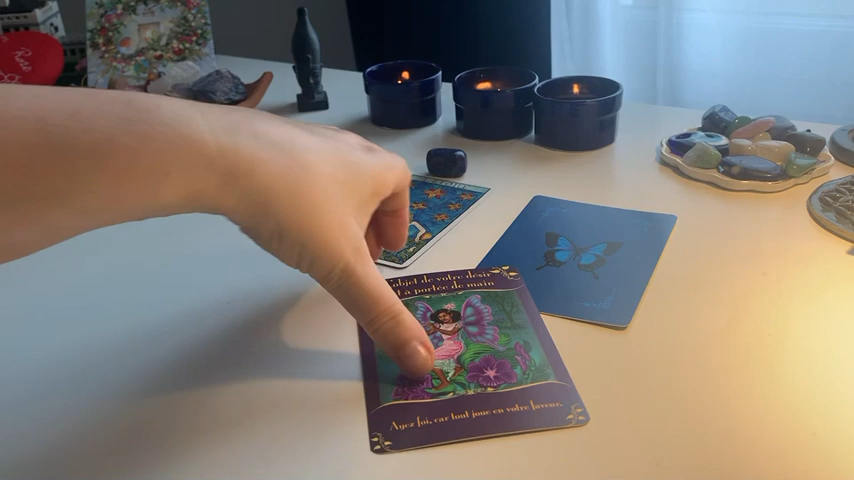 l'objet de votre désir
t à portée de main
Ayez foi, car tout joue en votre faveur.